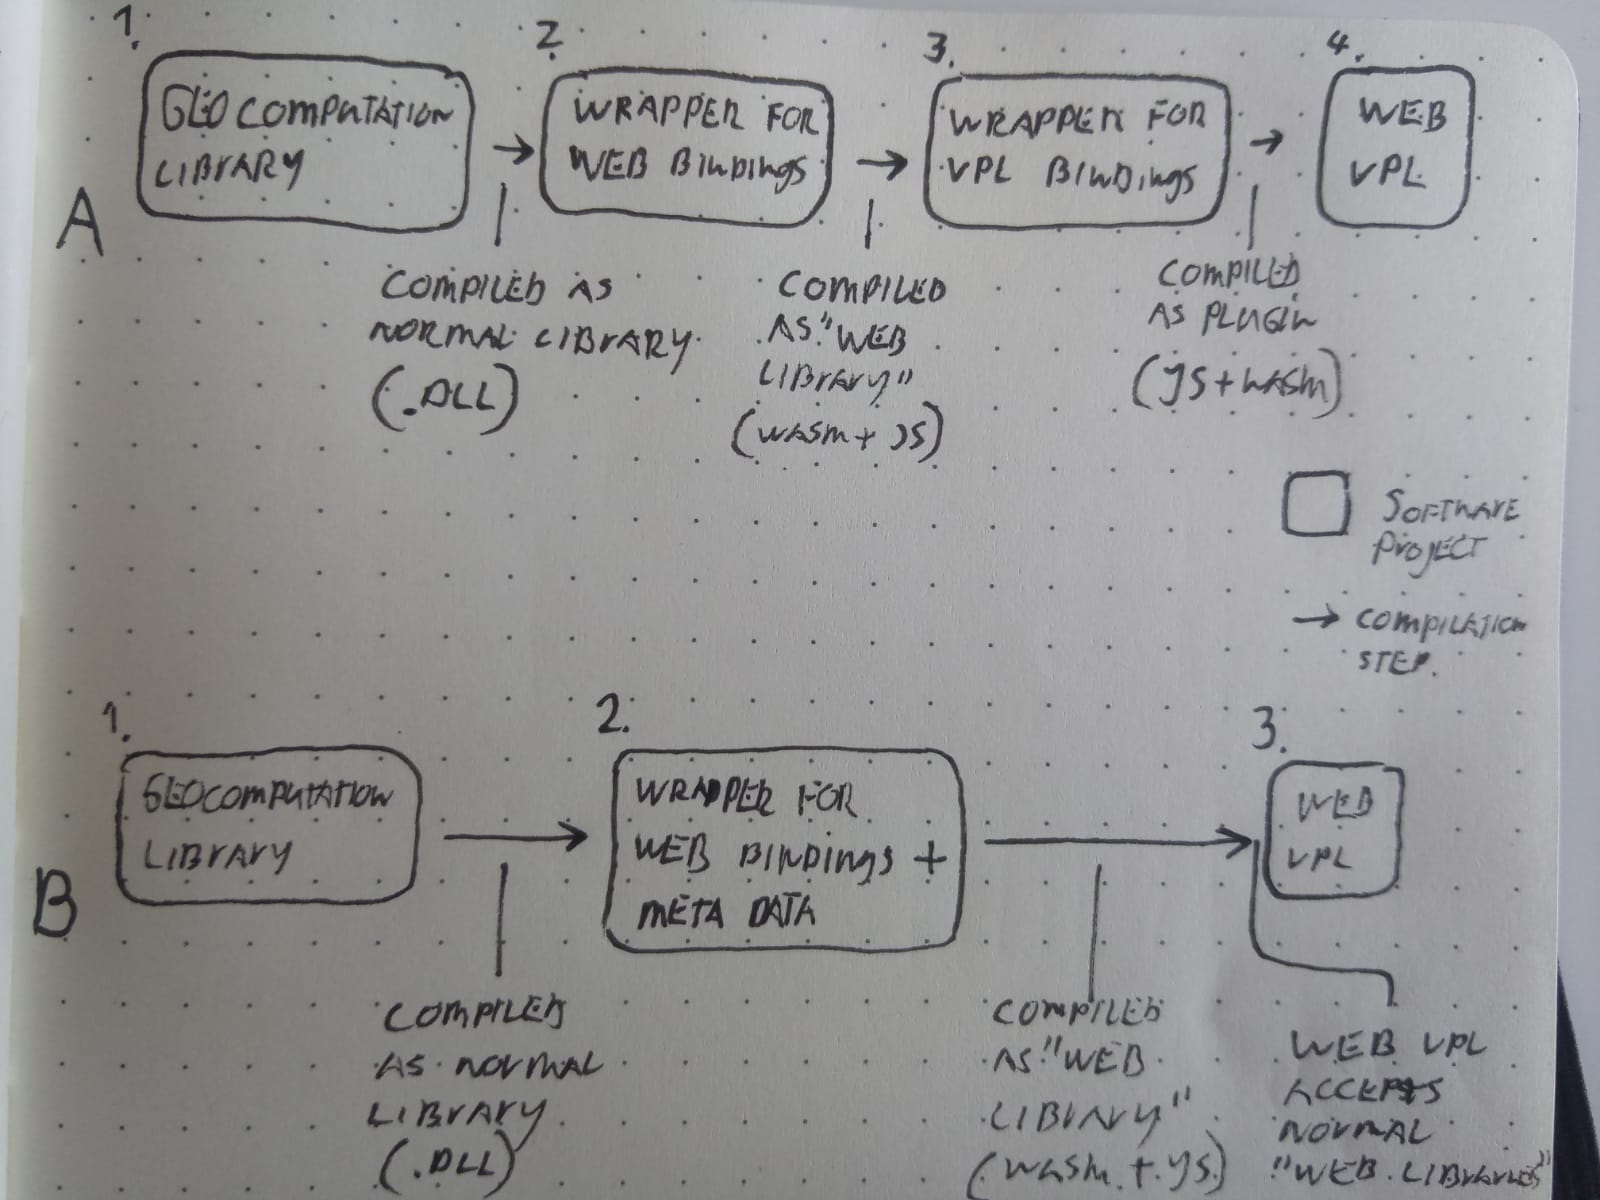 1.
GEOCOMPUTATION
LIBRARY
2.
WRAPPER FOR
WEB BINDINGS
3.
WRAPPER FOR
VPL BINDINGS
4.
WEB
VPL
A
COMPILED AS
NORMAL LIBRARY
(.DLL)
COMPILED
AS "WEB
LIBRARY"
(WASM + JS)
COMPILED
AS PLUGIN
(JS + WASM)
SOFTWARE
PROJECT
→ COMPILATION
STEP.
1.
GEOCOMPUTATION
LIBRARY
2.
WRAPPER FOR
WEB BINDINGS +
META DATA
3.
WEB
VPL
B
COMPILED
AS NORMAL
LIBRARY
(.DLL)
COMPILED
AS "WEB
LIBRARY"
(WASM + JS)
WEB VPL
ACCEPTS
NORMAL
"WEB LIBRARIES"